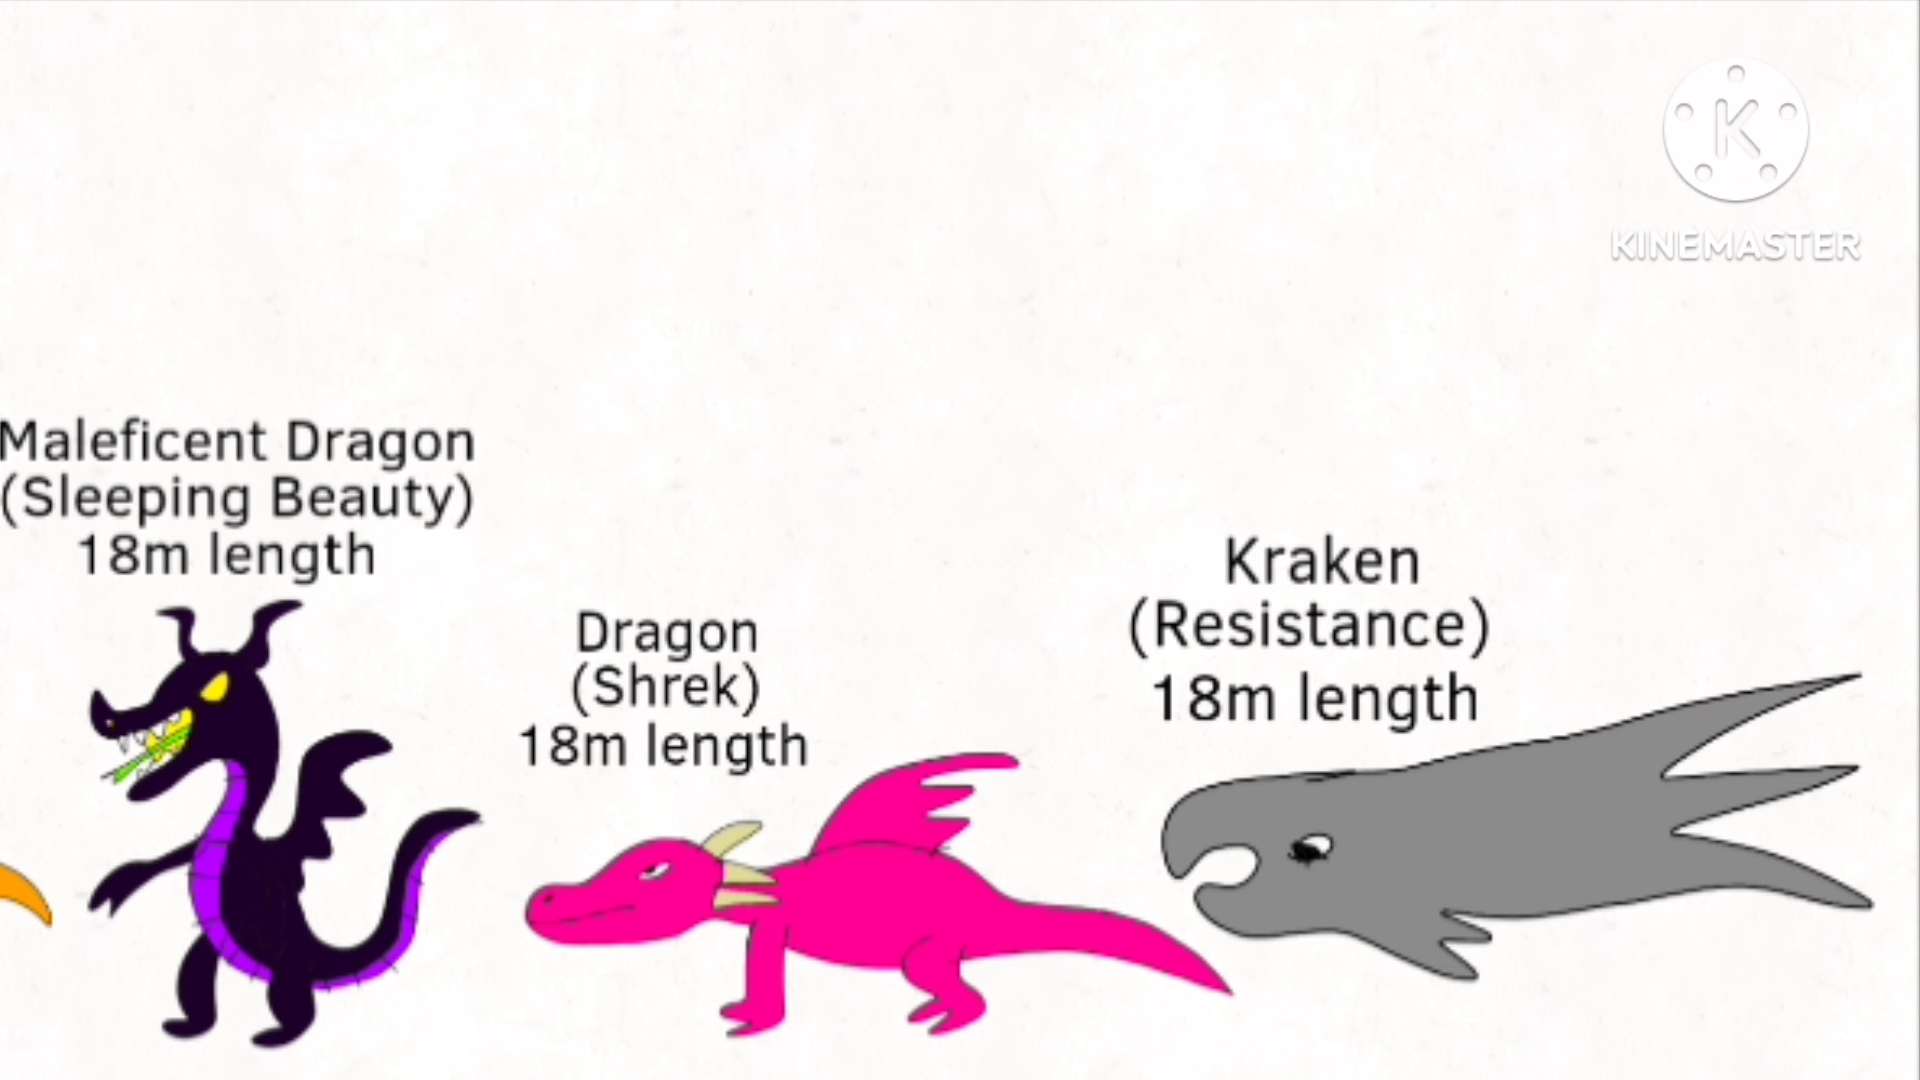 K
KINEMASTER
Maleficent Dragon
(Sleeping Beauty)
18m length
Dragon
(Shrek)
18m length
Kraken
(Resistance)
18m length